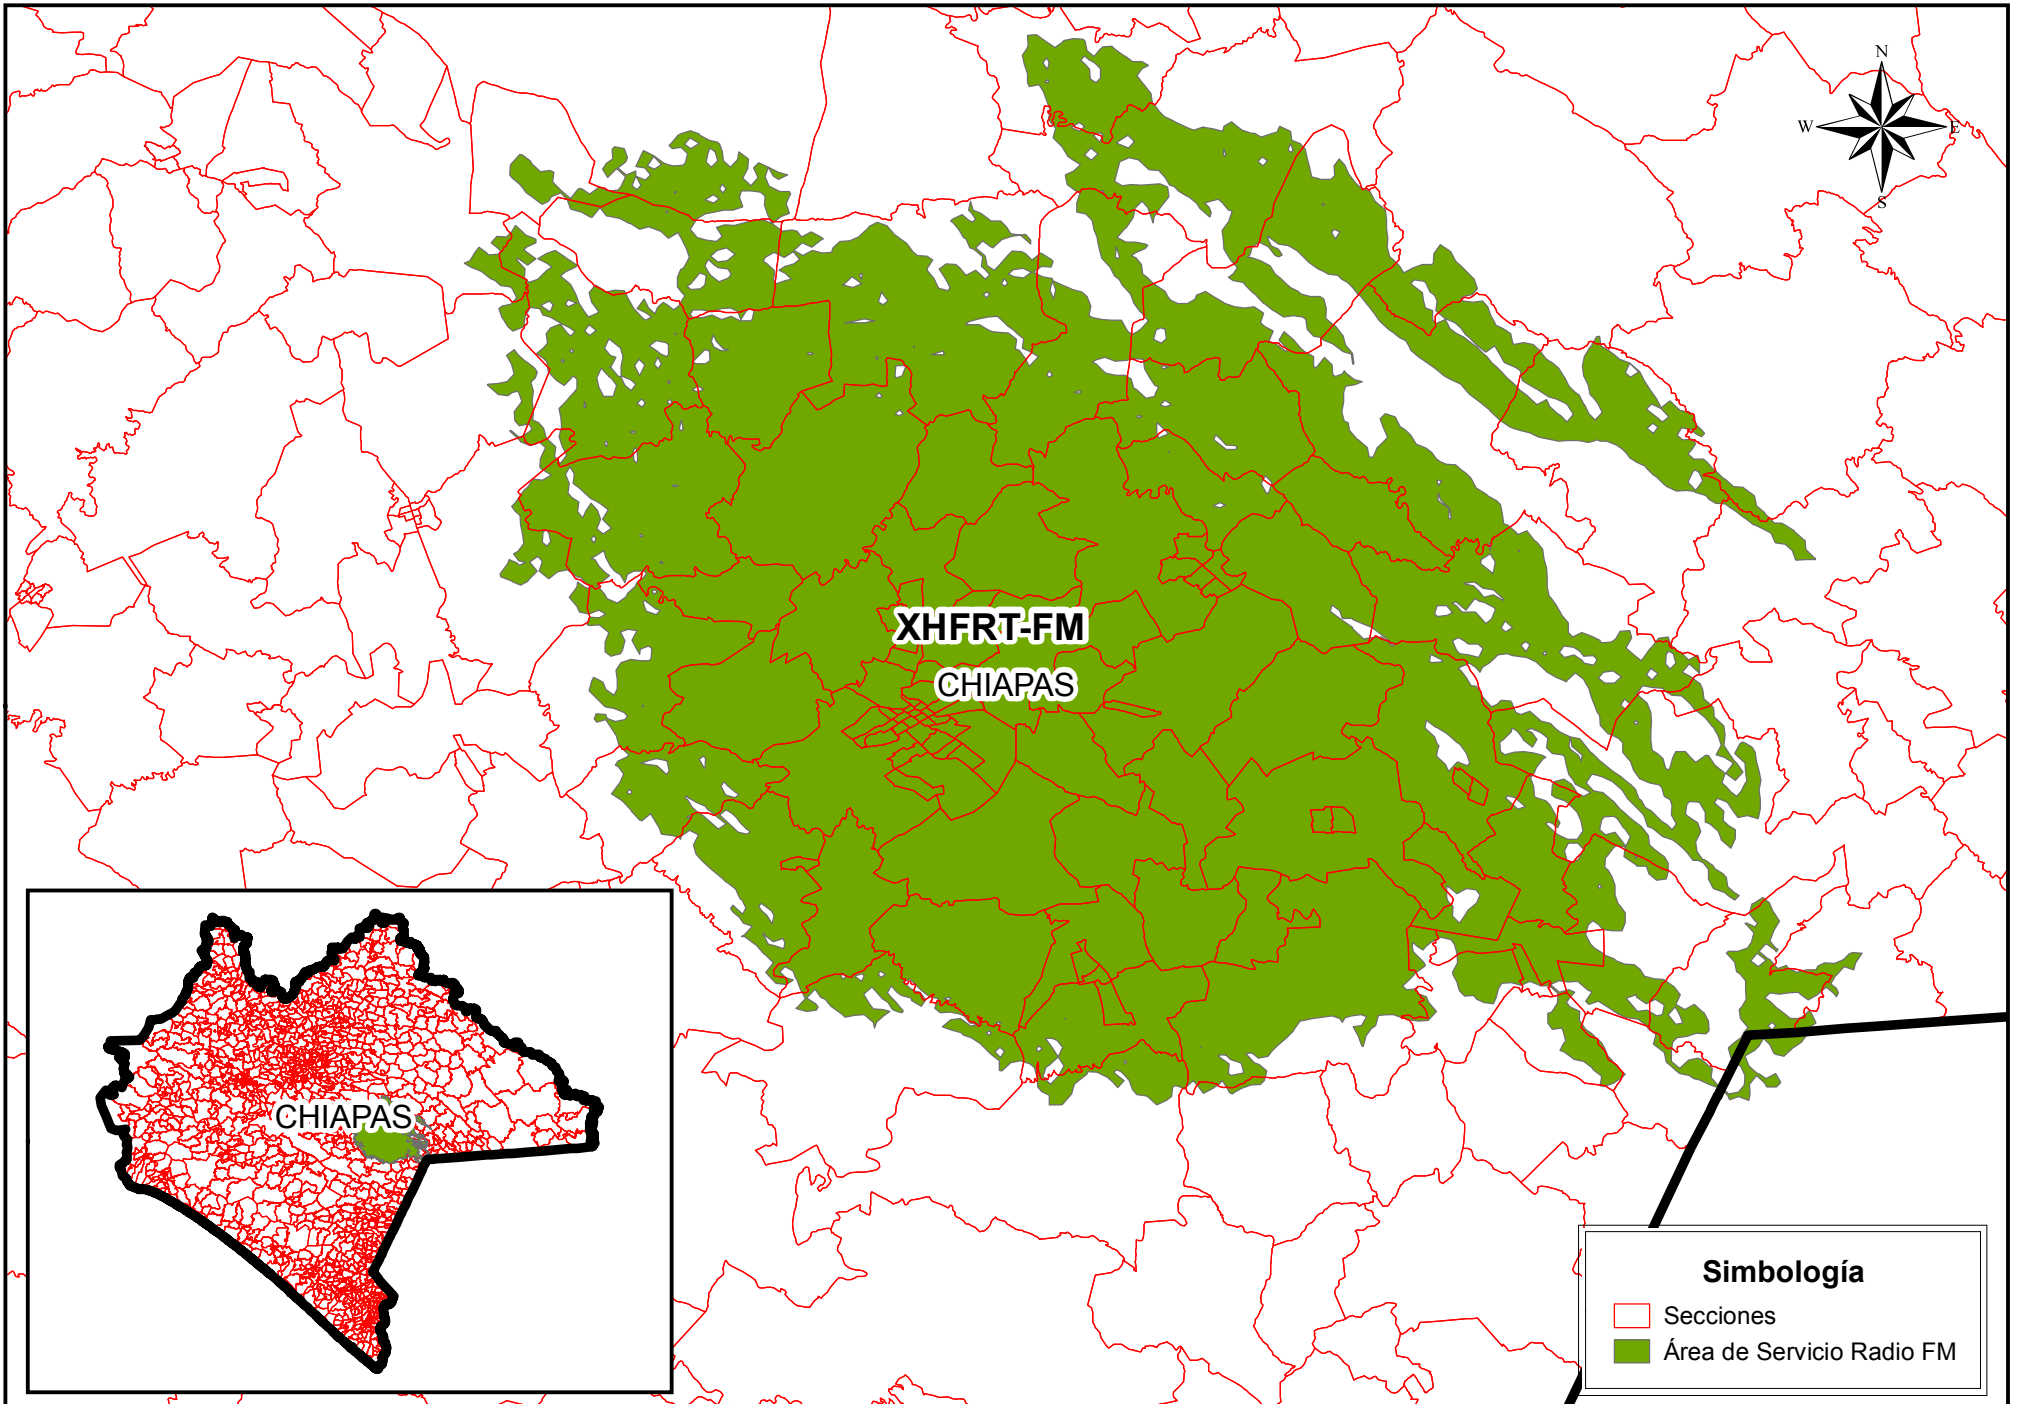 N
W E
S
XHFRT-FM
CHIAPAS
CHIAPAS
Simbología
Secciones
Área de Servicio Radio FM